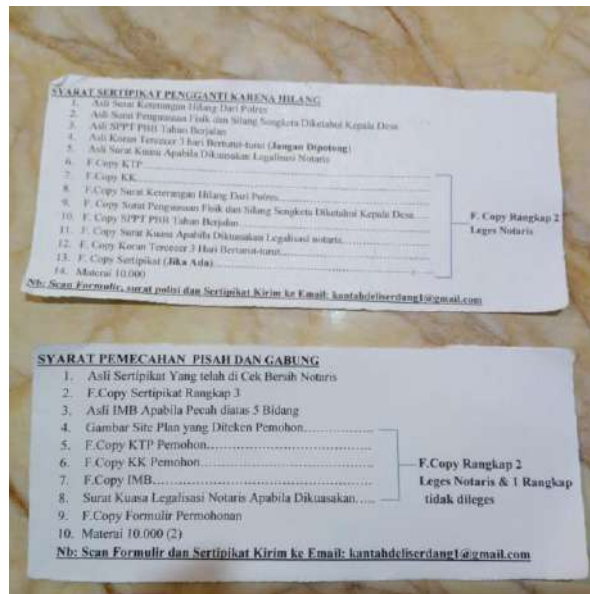 SYARAT SERTIPIKAT PENGGANTI KARENA HILANG
1. Asli Surat Keterangan Hilang Dari Polres
2. Asli Surat Penguasaan Fisik dan Silang Sengketa Diketahui Kepala Desa
3. Asli SPPT PBB Tahun Berjalan
4. Asli Koran Tercecer 3 hari Berturut-turut (Jangan Dipotong)
5. Asli Surat Kuasa Apabila Dikuasakan Legalisasi Notaris
6. F.Copy KTP
7. F.Copy KK
8. F.Copy Surat Keterangan Hilang Dari Polres
9. F. Copy Surat Penguasaan Fisik dan Silang Sengketa Diketahui Kepala Desa
10. F. Copy SPPT PBB Tahun Berjalan
11. F. Copy Surat Kuasa Apabila Dikuasakan Legalisasi notaris
12. F. Copy Koran Tercecer 3 Hari Berturut-turut
13. F. Copy Sertipikat (Jika Ada)
14. Materai 10.000
F. Copy Rangkap 2
Leges Notaris
Nb: Scan Formulir, surat polisi dan Sertipikat Kirim ke Email: kantahdeliserdang1@gmail.com
SYARAT PEMECAHAN PISAH DAN GABUNG
1. Asli Sertipikat Yang telah di Cek Bersih Notaris
2. F.Copy Sertipikat Rangkap 3
3. Asli IMB Apabila Pecah diatas 5 Bidang
4. Gambar Site Plan yang Diteken Pemohon
5. F.Copy KTP Pemohon
6. F.Copy KK Pemohon
7. F.Copy IMB
8. Surat Kuasa Legalisasi Notaris Apabila Dikuasakan
9. F.Copy Formulir Permohonan
10. Materai 10.000 (2)
F.Copy Rangkap 2
Leges Notaris & 1 Rangkap
tidak dileges
Nb: Scan Formulir dan Sertipikat Kirim ke Email: kantahdeliserdang1@gmail.com